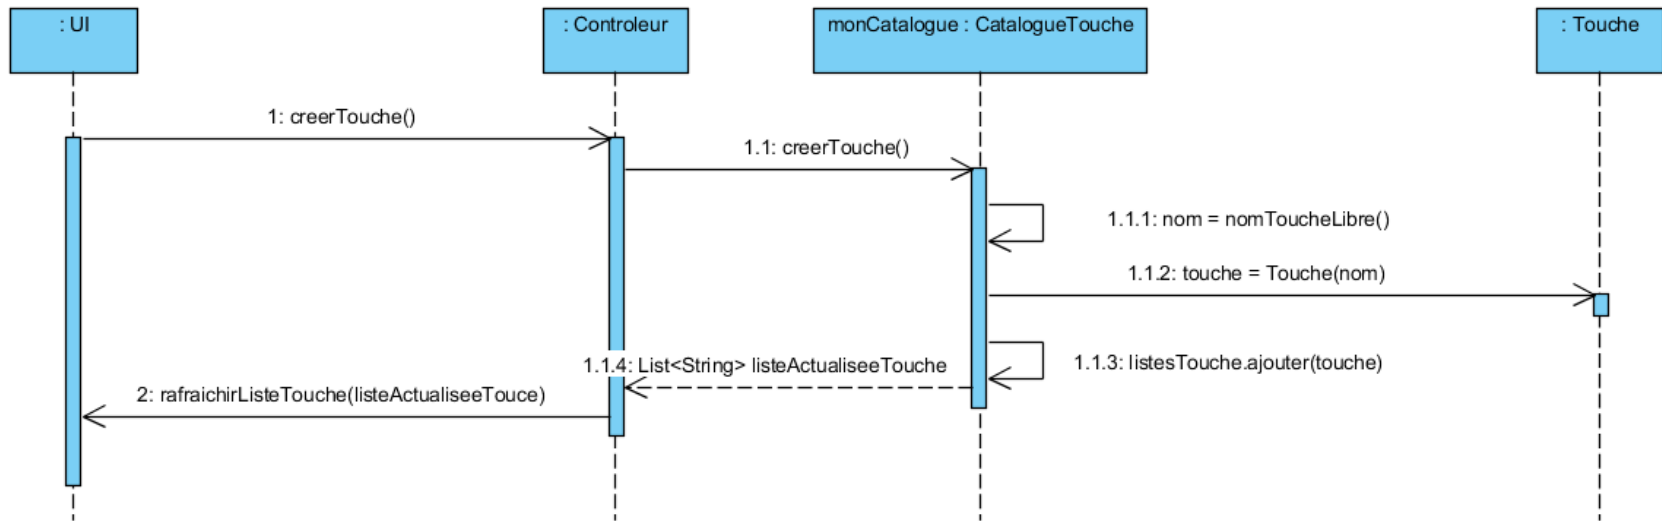 : UI
: Controleur
monCatalogue : CatalogueTouche
: Touche
1: creerTouche()
1.1: creerTouche()
1.1.1: nom = nomToucheLibre()
1.1.2: touche = Touche(nom)
1.1.3: listesTouche.ajouter(touche)
1.1.4: List<String> listeActualiseeTouche
2: rafraichirListeTouche(listeActualiseeTouce)